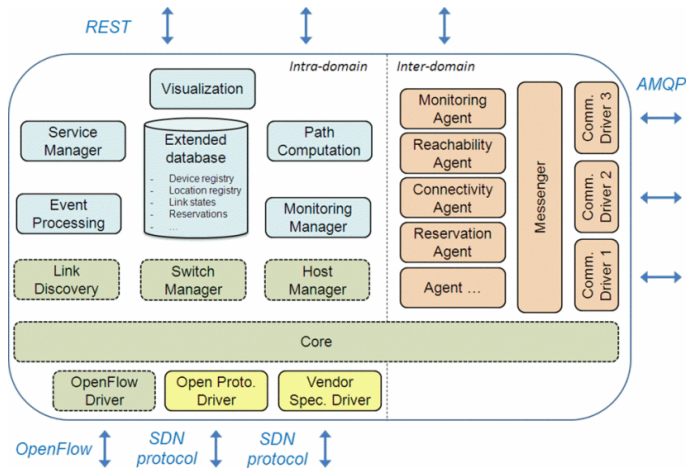 REST
Intra-domain
Inter-domain
AMQP
Visualization
Service
Manager
Extended
database
- Device registry
- Location registry
- Link states
- Reservations
- ...
Path
Computation
Event
Processing
Monitoring
Manager
Link
Discovery
Switch
Manager
Host
Manager
Monitoring
Agent
Reachability
Agent
Connectivity
Agent
Reservation
Agent
Agent ...
Messenger
Comm.
Driver 3
Comm.
Driver 2
Comm.
Driver 1
Core
OpenFlow
Driver
Open Proto.
Driver
Vendor
Spec. Driver
OpenFlow
SDN
protocol
SDN
protocol